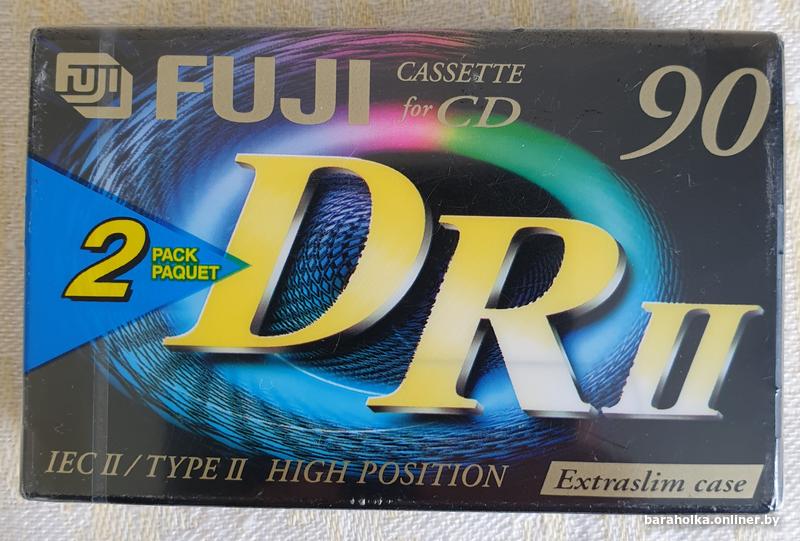 FUJI
FUJI
CASSETTE
for CD
90
2 PACK
PAQUET
DR II
IEC II / TYPE II HIGH POSITION
Extraslim case
baraholka.onliner.by